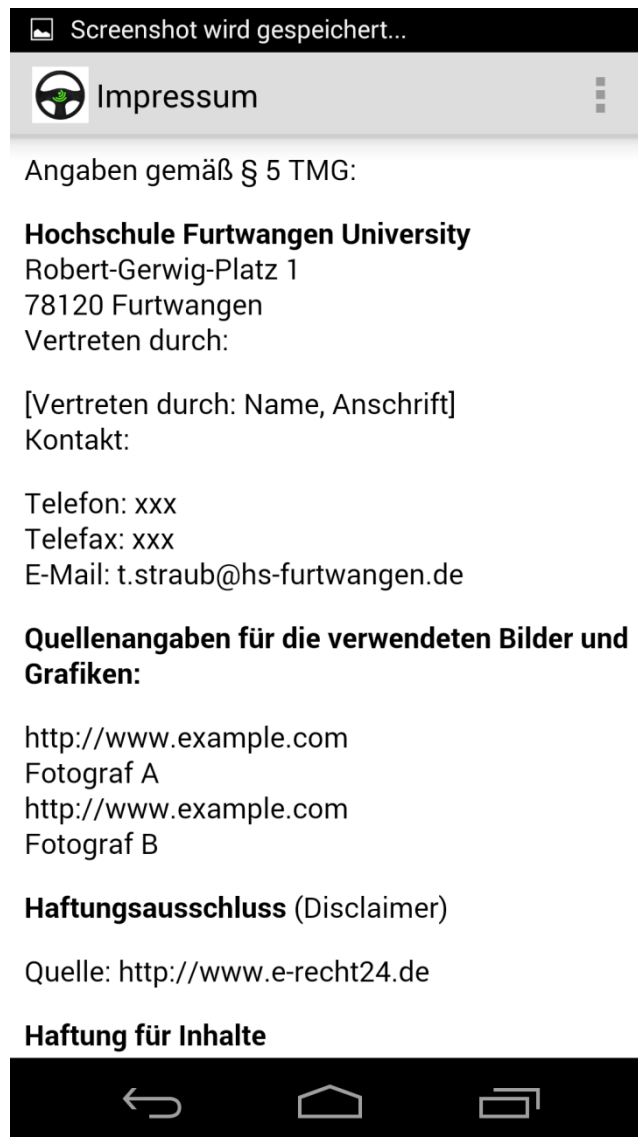 Screenshot wird gespeichert...
Impressum
Angaben gemäß § 5 TMG:
Hochschule Furtwangen University
Robert-Gerwig-Platz 1
78120 Furtwangen
Vertreten durch:
[Vertreten durch: Name, Anschrift]
Kontakt:
Telefon: xxx
Telefax: xxx
E-Mail: t.straub@hs-furtwangen.de
Quellenangaben für die verwendeten Bilder und
Grafiken:
http://www.example.com
Fotograf A
http://www.example.com
Fotograf B
Haftungsausschluss (Disclaimer)
Quelle: http://www.e-recht24.de
Haftung für Inhalte